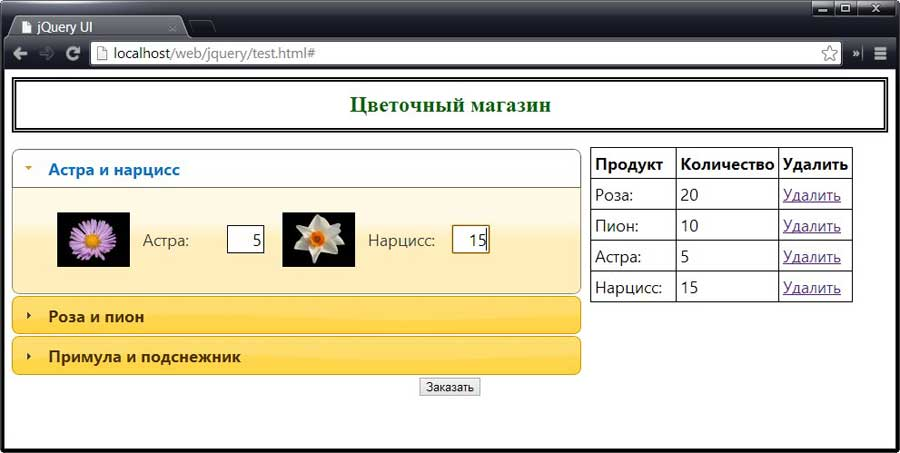 jQuery UI
localhost/web/jquery/test.html#
Цветочный магазин
Астра и нарцисс
Астра: 5 Нарцисс: 15
Роза и пион
Примула и подснежник
Заказать
Продукт Количество Удалить
Роза: 20 Удалить
Пион: 10 Удалить
Астра: 5 Удалить
Нарцисс: 15 Удалить